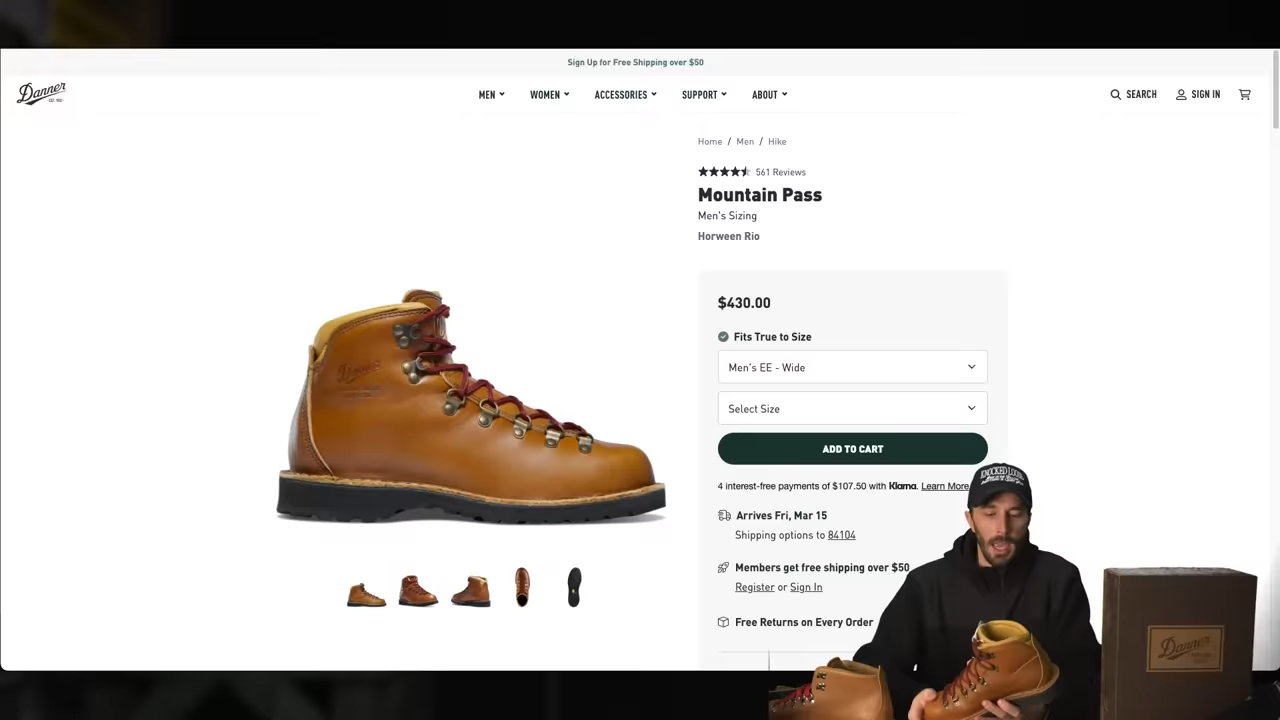 Sign Up for Free Shipping over $50
Danner
MEN
WOMEN
ACCESSORIES
SUPPORT
ABOUT
SEARCH
SIGN IN
Home / Men / Hike
561 Reviews
Mountain Pass
Men's Sizing
Horween Rio
$430.00
Fits True to Size
Men's EE - Wide
Select Size
ADD TO CART
4 interest-free payments of $107.50 with Klarna. Learn More
Arrives Fri, Mar 15
Shipping options to 84104
Members get free shipping over $50
Register or Sign In
Free Returns on Every Order
Danner
KNOCKED LOOSE
Danner